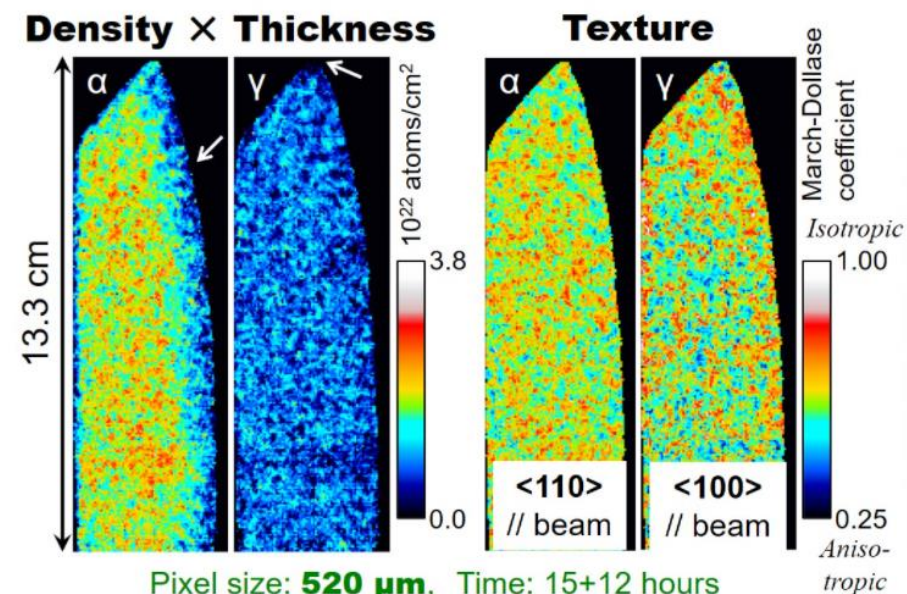 Density × Thickness
Texture
α
γ
α
γ
13.3 cm
10²² atoms/cm²
3.8
0.0
<110>
// beam
<100>
// beam
March-Dollase
coefficient
Isotropic
1.00
0.25
Aniso-
tropic
Pixel size: 520 μm, Time: 15+12 hours